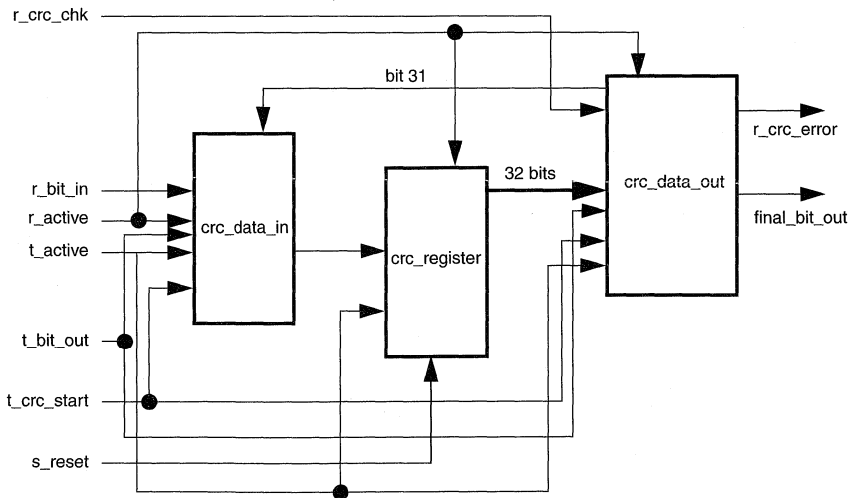 r_crc_chk
bit 31
r_crc_error
32 bits
crc_data_out
r_bit_in
r_active
crc_data_in
final_bit_out
t_active
crc_register
t_bit_out
t_crc_start
s_reset